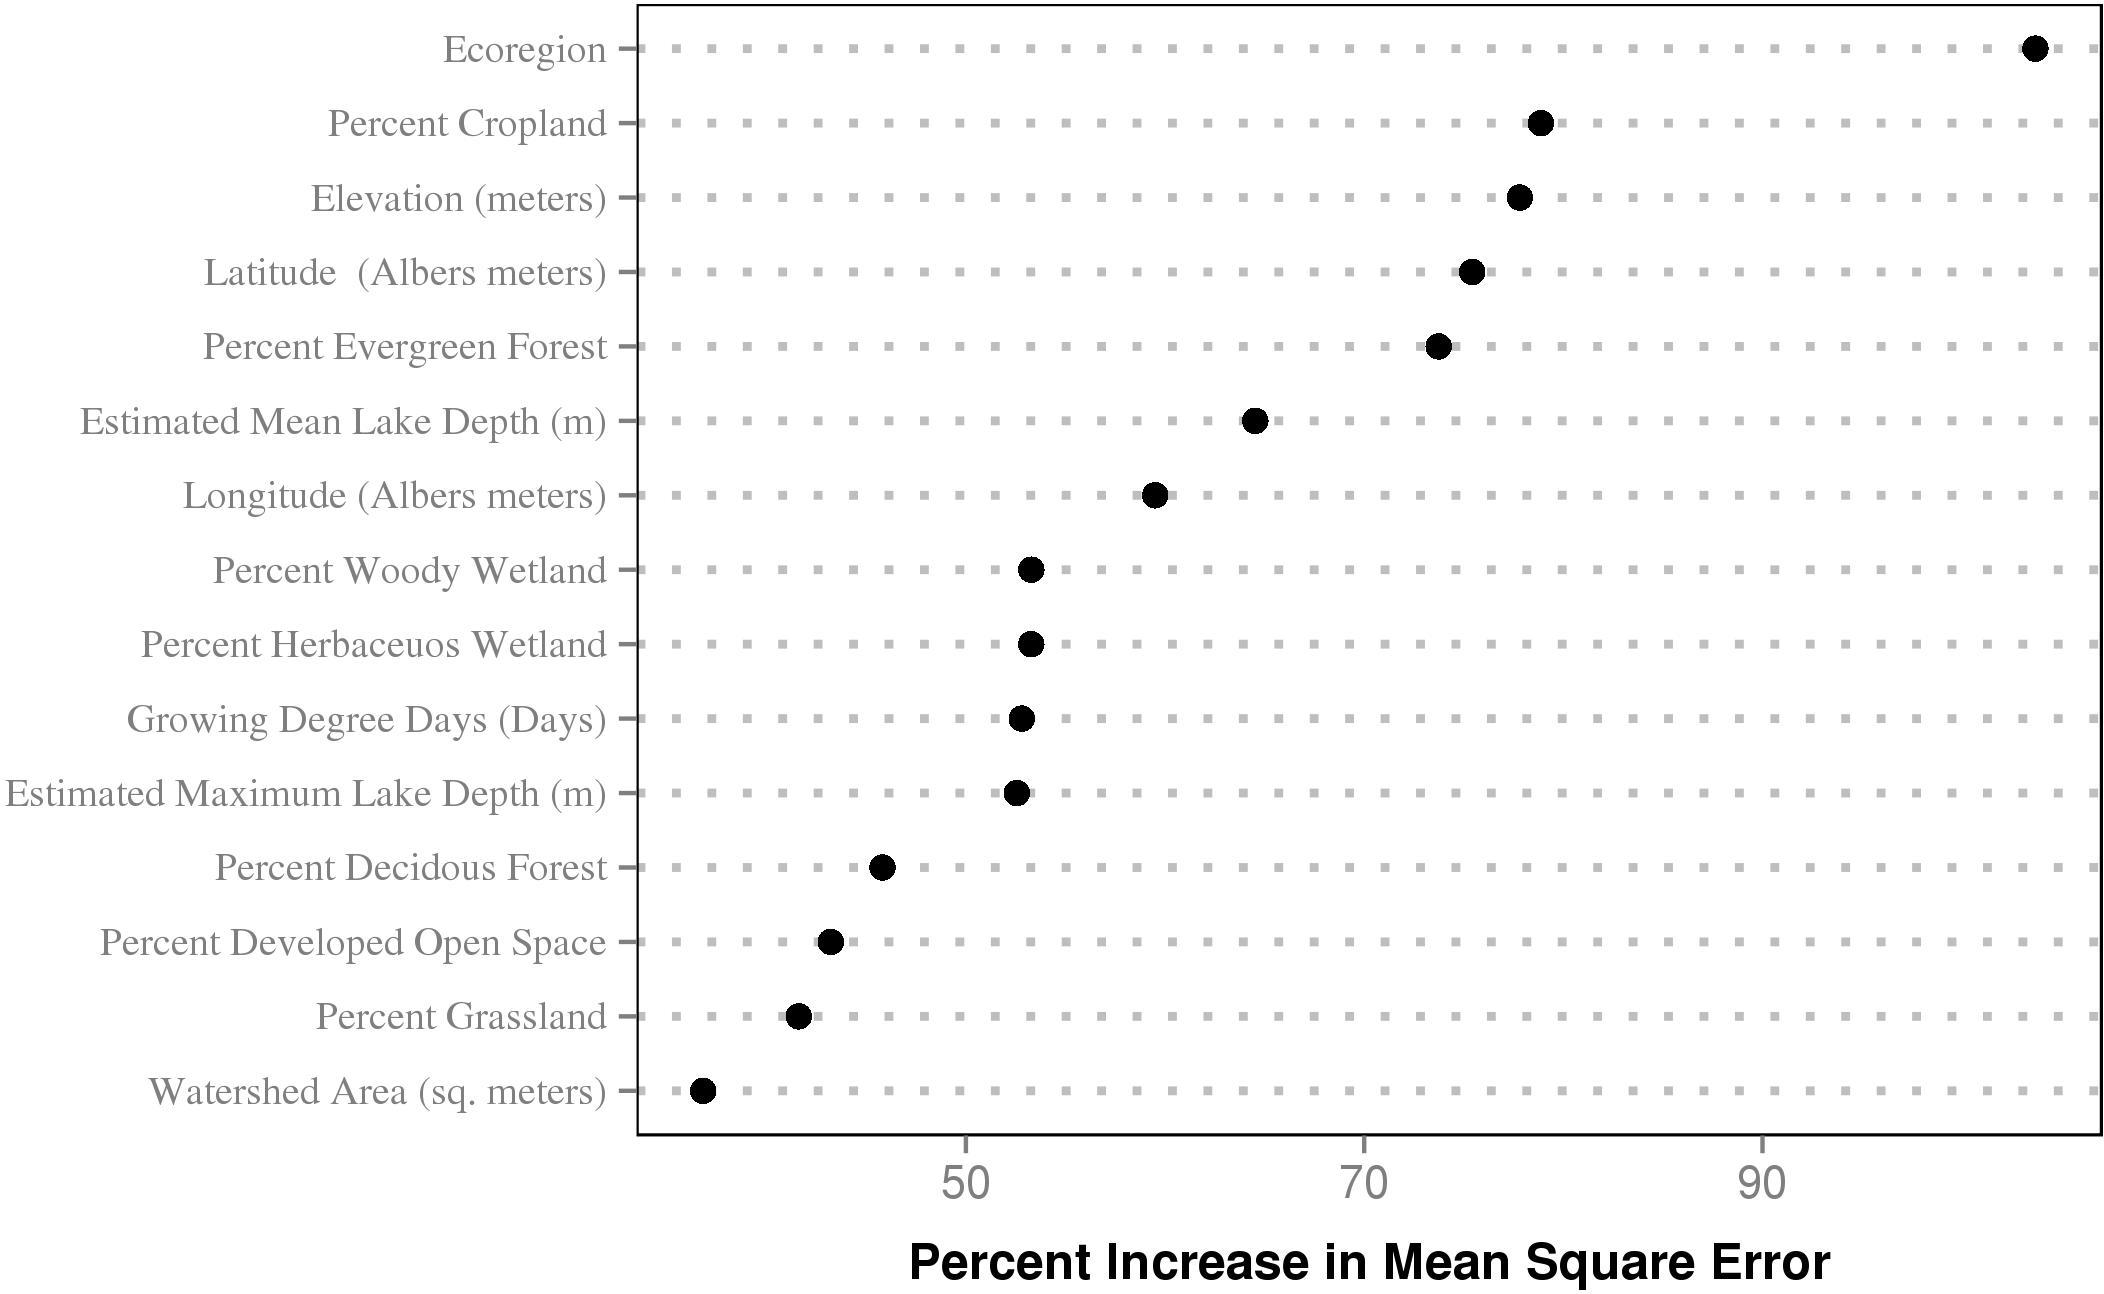 Ecoregion
Percent Cropland
Elevation (meters)
Latitude  (Albers meters)
Percent Evergreen Forest
Estimated Mean Lake Depth (m)
Longitude (Albers meters)
Percent Woody Wetland
Percent Herbaceuos Wetland
Growing Degree Days (Days)
Estimated Maximum Lake Depth (m)
Percent Decidous Forest
Percent Developed Open Space
Percent Grassland
Watershed Area (sq. meters)
50 70 90
Percent Increase in Mean Square Error